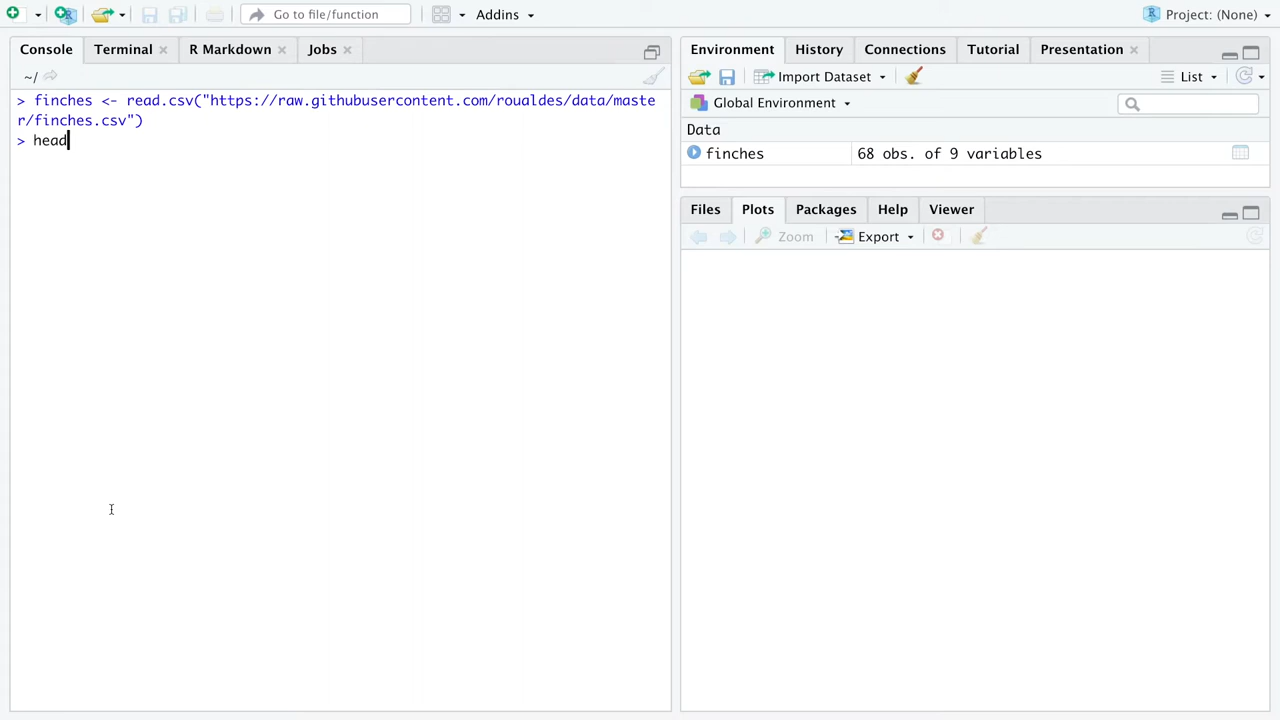 Go to file/function
Addins
Project: (None)
Console
Terminal
R Markdown
Jobs
~/
> finches <- read.csv("https://raw.githubusercontent.com/roualdes/data/maste
r/finches.csv")
> head
Environment
History
Connections
Tutorial
Presentation
Import Dataset
List
R
Global Environment
Data
finches
68 obs. of 9 variables
Files
Plots
Packages
Help
Viewer
Zoom
Export